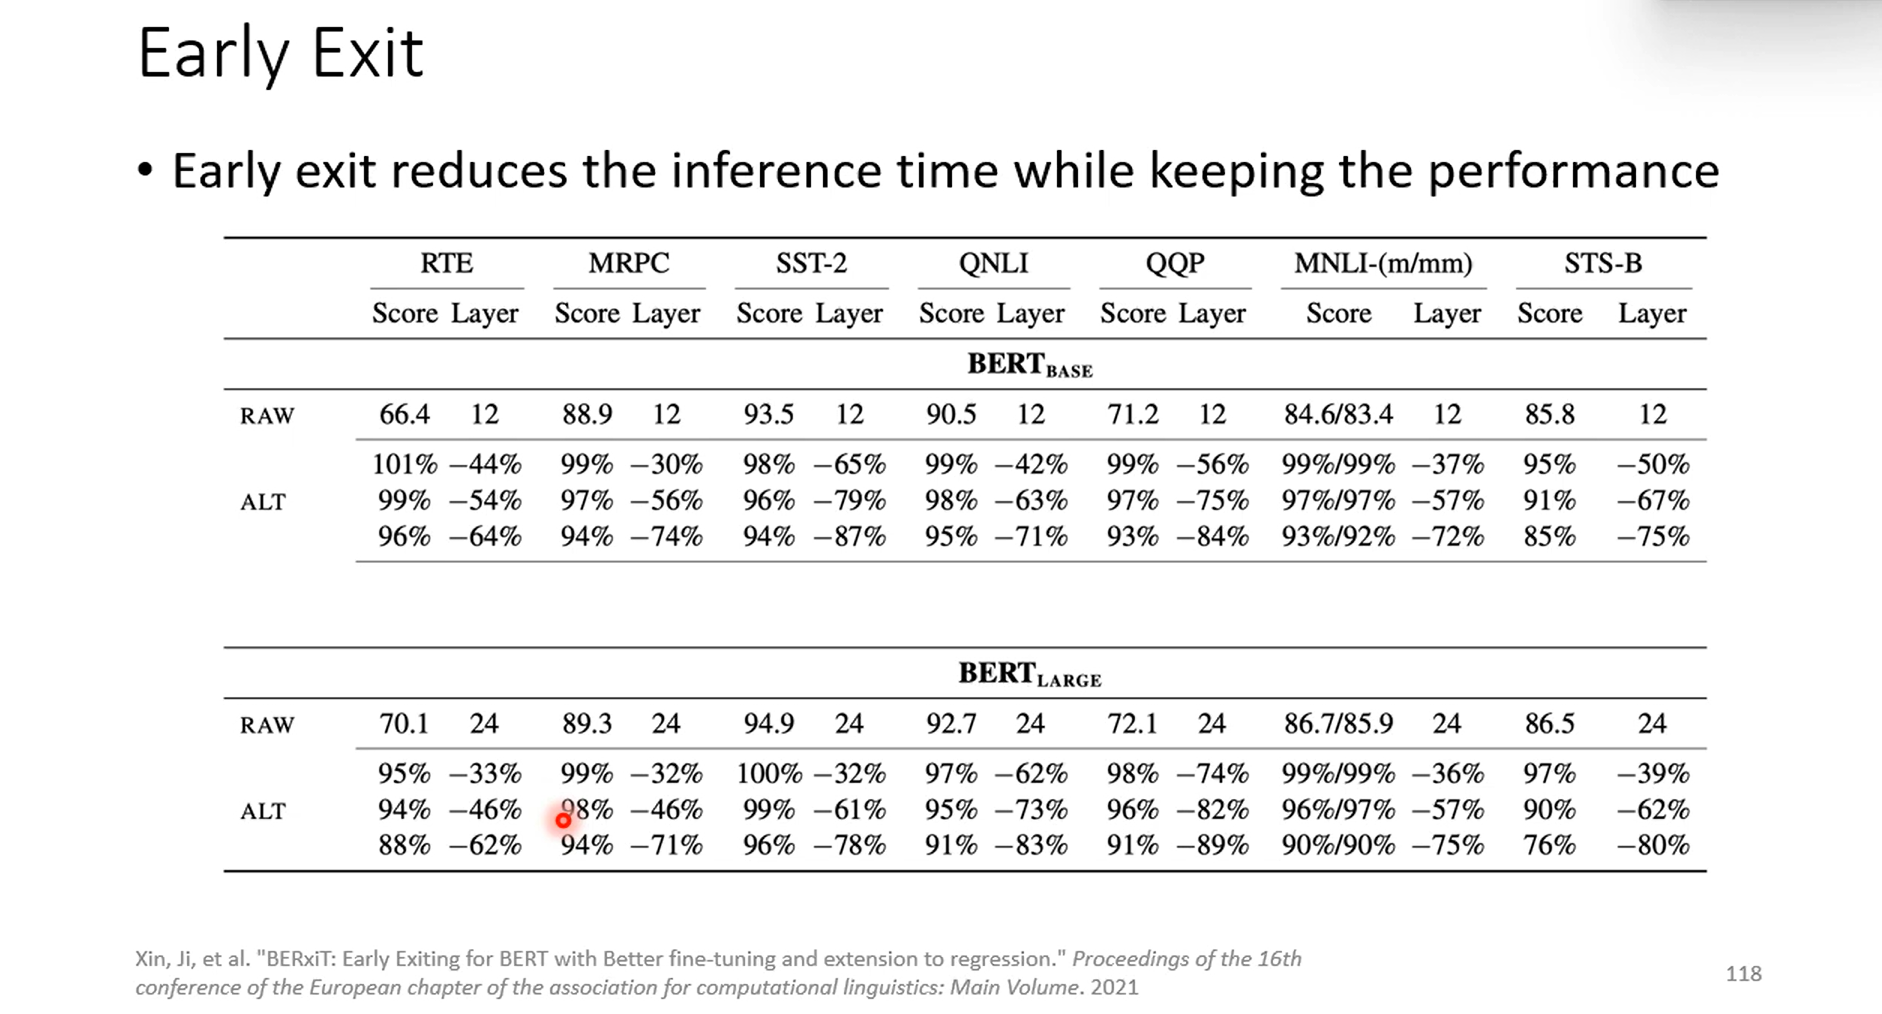 Early Exit
• Early exit reduces the inference time while keeping the performance
RTE MRPC SST-2 QNLI QQP MNLI-(m/mm) STS-B
Score Layer Score Layer Score Layer Score Layer Score Layer Score Layer Score Layer
BERT BASE
RAW 66.4 12 88.9 12 93.5 12 90.5 12 71.2 12 84.6/83.4 12 85.8 12
101% −44% 99% −30% 98% −65% 99% −42% 99% −56% 99%/99% −37% 95% −50%
ALT 99% −54% 97% −56% 96% −79% 98% −63% 97% −75% 97%/97% −57% 91% −67%
96% −64% 94% −74% 94% −87% 95% −71% 93% −84% 93%/92% −72% 85% −75%
BERT LARGE
RAW 70.1 24 89.3 24 94.9 24 92.7 24 72.1 24 86.7/85.9 24 86.5 24
95% −33% 99% −32% 100% −32% 97% −62% 98% −74% 99%/99% −36% 97% −39%
ALT 94% −46% 98% −46% 99% −61% 95% −73% 96% −82% 96%/97% −57% 90% −62%
88% −62% 94% −71% 96% −78% 91% −83% 91% −89% 90%/90% −75% 76% −80%
Xin, Ji, et al. "BERxiT: Early Exiting for BERT with Better fine-tuning and extension to regression." Proceedings of the 16th
conference of the European chapter of the association for computational linguistics: Main Volume. 2021
118